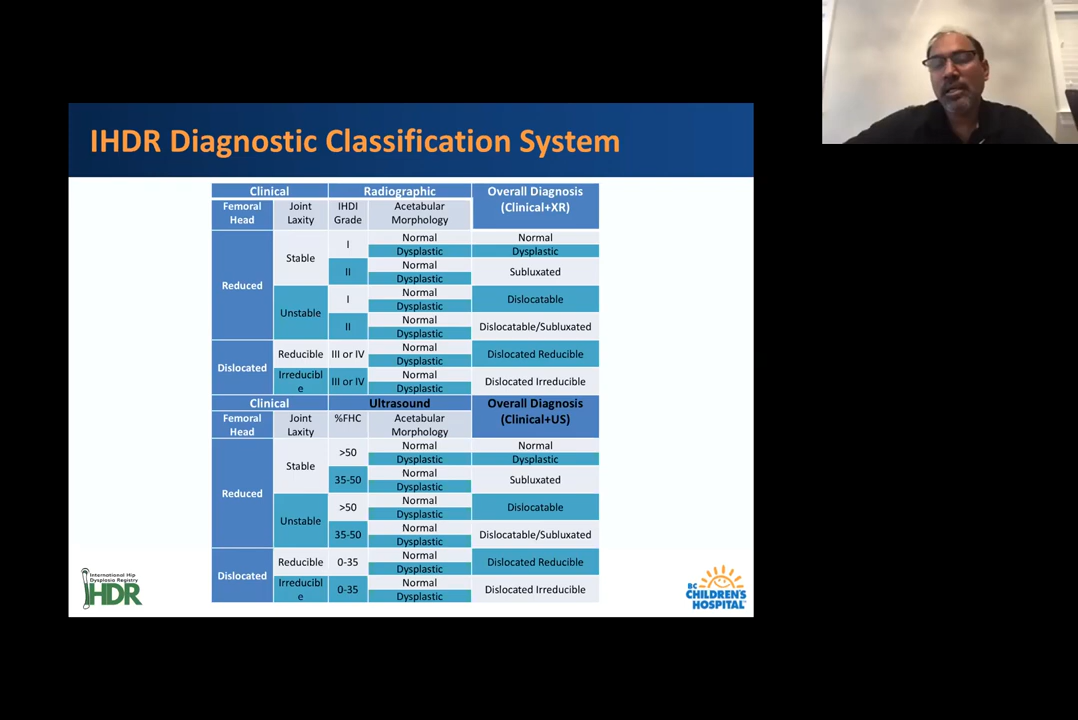 IHDR Diagnostic Classification System
Clinical Radiographic Overall Diagnosis
(Clinical+XR)
Femoral Head Joint Laxity IHDI Grade Acetabular Morphology
Reduced Stable I Normal Normal
Dysplastic Dysplastic
II Normal Subluxated
Dysplastic
Unstable I Normal Dislocatable
Dysplastic
II Normal Dislocatable/Subluxated
Dysplastic
Dislocated Reducible III or IV Normal Dislocated Reducible
Dysplastic
Irreducible III or IV Normal Dislocated Irreducible
Dysplastic
Clinical Ultrasound Overall Diagnosis
(Clinical+US)
Femoral Head Joint Laxity %FHC Acetabular Morphology
Reduced Stable >50 Normal Normal
Dysplastic Dysplastic
35-50 Normal Subluxated
Dysplastic
Unstable >50 Normal Dislocatable
Dysplastic
35-50 Normal Dislocatable/Subluxated
Dysplastic
Dislocated Reducible 0-35 Normal Dislocated Reducible
Dysplastic
Irreducible 0-35 Normal Dislocated Irreducible
Dysplastic
International Hip
Dysplasia Registry
IHDR
BC
CHILDREN'S
HOSPITAL